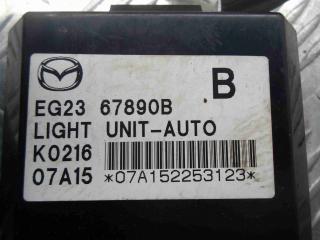 B
EG23 67890B
LIGHT UNIT-AUTO
K0216
07A15 *07A152253123*